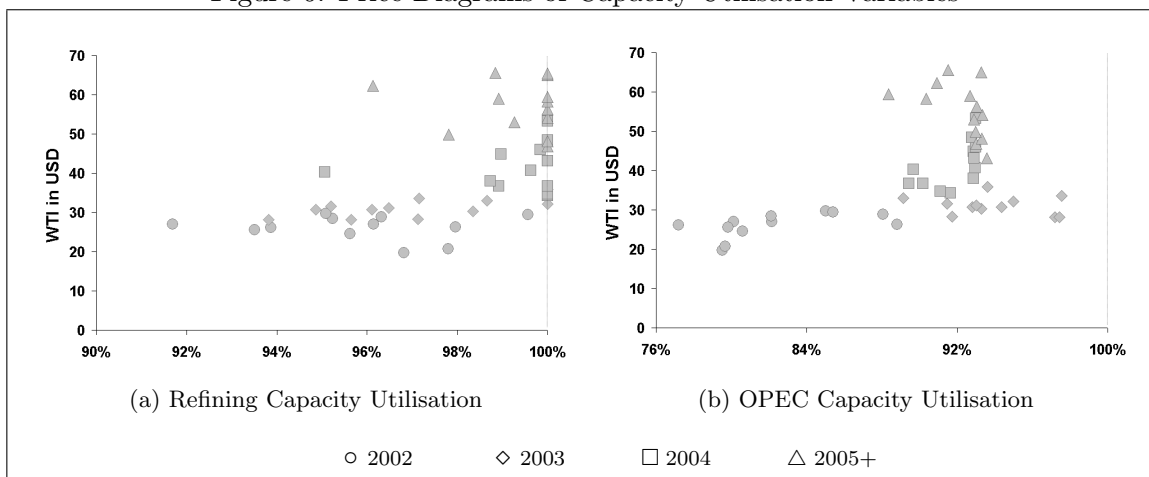 Figure 6: Price Diagrams of Capacity Utilisation Variables
70
60
50
40
30
20
10
0
WTI in USD
90% 92% 94% 96% 98% 100%
(a) Refining Capacity Utilisation
70
60
50
40
30
20
10
0
WTI in USD
76% 84% 92% 100%
(b) OPEC Capacity Utilisation
2002 2003 2004 2005+